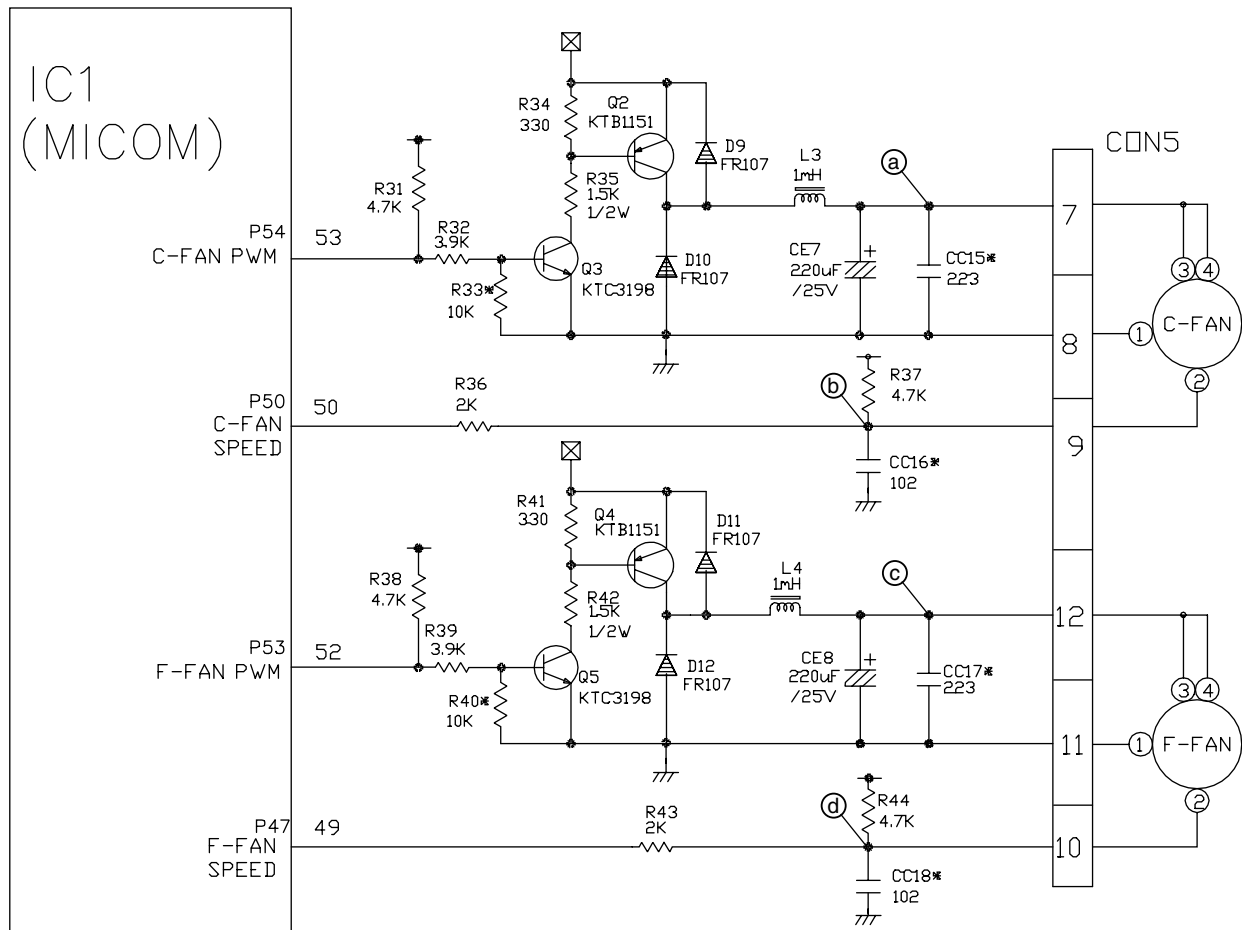 IC1
(MICOM)
R34
330
Q2
KTB1151
D9
FR107
L3
1mH
ⓐ
CON5
R31
4.7K
R35
1.5K
1/2W
7
P54
C-FAN PWM
53
R32
3.9K
Q3
KTC3198
D10
FR107
CE7
220uF
/25V
+
CC15*
223
3
4
R33*
10K
C-FAN
1
8
2
P50
C-FAN
SPEED
50
R36
2K
ⓑ
R37
4.7K
9
CC16*
102
R41
330
Q4
KTB1151
D11
FR107
L4
1mH
ⓒ
R38
4.7K
R42
1.5K
1/2W
12
P53
F-FAN PWM
52
R39
3.9K
Q5
KTC3198
D12
FR107
CE8
220uF
/25V
+
CC17*
223
3
4
R40*
10K
F-FAN
1
11
2
P47
F-FAN
SPEED
49
R43
2K
ⓓ
R44
4.7K
10
CC18*
102